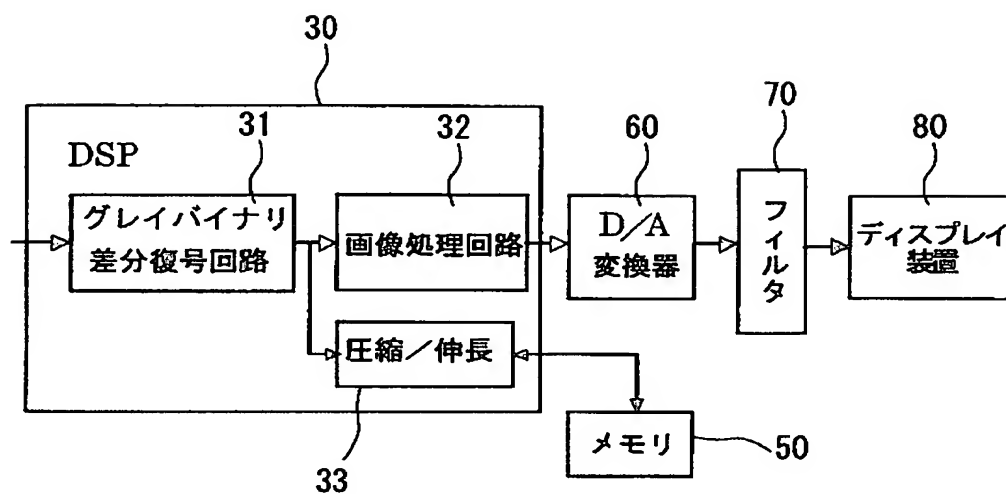 30
DSP
31
グレイバイナリ
差分復号回路
32
画像処理回路
圧縮／伸長
33
60
D/A
変換器
70
フィルタ
80
ディスプレイ
装置
メモリ
50